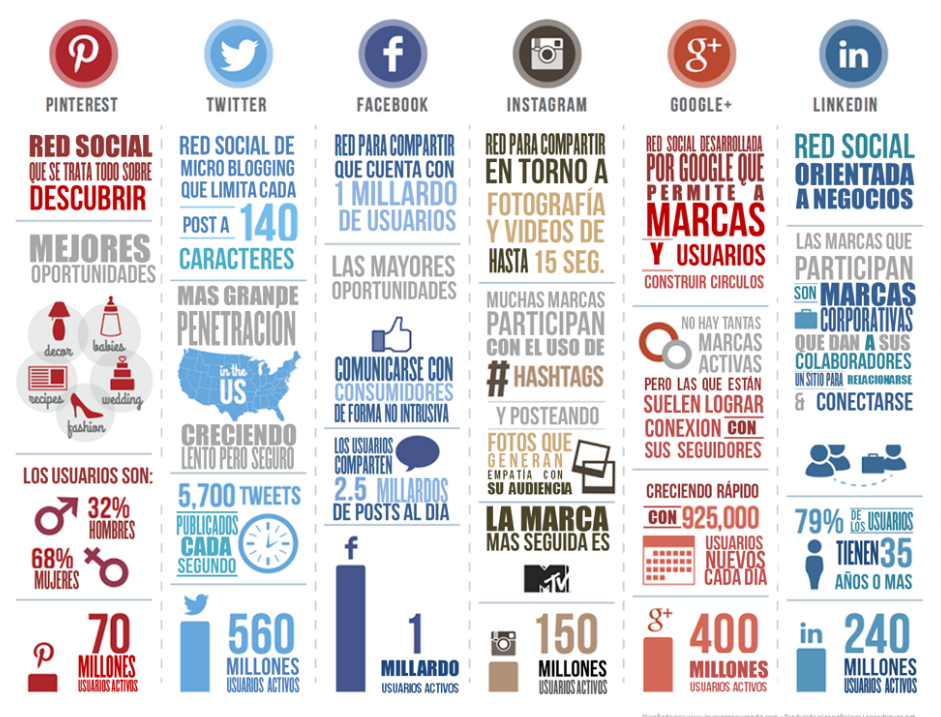 PINTEREST
RED SOCIAL
QUE SE TRATA TODO SOBRE
DESCUBRIR
MEJORES
OPORTUNIDADES
decor
babies
recipes
wedding
fashion
LOS USUARIOS SON:
32%
HOMBRES
68%
MUJERES
70
MILLONES
USUARIOS ACTIVOS
TWITTER
RED SOCIAL DE
MICRO BLOGGING
QUE LIMITA CADA
POST A 140
CARACTERES
MAS GRANDE
PENETRACIÓN
in the
US
CRECIENDO
LENTO PERO SEGURO
5,700 TWEETS
PUBLICADOS
CADA
SEGUNDO
560
MILLONES
USUARIOS ACTIVOS
FACEBOOK
RED PARA COMPARTIR
QUE CUENTA CON
1 MILLARDO
DE USUARIOS
LAS MAYORES
OPORTUNIDADES
COMUNICARSE CON
CONSUMIDORES
DE FORMA NO INTRUSIVA
LOS USUARIOS
COMPARTEN
2.5 MILLARDOS
DE POSTS AL DÍA
f
1
MILLARDO
USUARIOS ACTIVOS
INSTAGRAM
RED PARA COMPARTIR
EN TORNO A
FOTOGRAFÍA
Y VIDEOS DE
HASTA 15 SEG.
MUCHAS MARCAS
PARTICIPAN
CON EL USO DE
# HASHTAGS
Y POSTEANDO
FOTOS QUE
GENERAN
EMPATÍA CON
SU AUDIENCIA
LA MARCA
MAS SEGUIDA ES
MTV
150
MILLONES
USUARIOS ACTIVOS
g+
GOOGLE+
RED SOCIAL DESARROLLADA
POR GOOGLE QUE
PERMITE A
MARCAS
Y USUARIOS
CONSTRUIR CIRCULOS
NO HAY TANTAS
MARCAS
ACTIVAS
PERO LAS QUE ESTÁN
SUELEN LOGRAR
CONEXION CON
SUS SEGUIDORES
CRECIENDO RÁPIDO
CON 925,000
USUARIOS
NUEVOS
CADA DÍA
g+
400
MILLONES
USUARIOS ACTIVOS
in
LINKEDIN
RED SOCIAL
ORIENTADA
A NEGOCIOS
LAS MARCAS QUE
PARTICIPAN
SON MARCAS
CORPORATIVAS
QUE DAN A SUS
COLABORADORES
UN SITIO PARA RELACIONARSE
& CONECTARSE
79% DE LOS USUARIOS
TIENEN 35
AÑOS O MAS
in
240
MILLONES
USUARIOS ACTIVOS